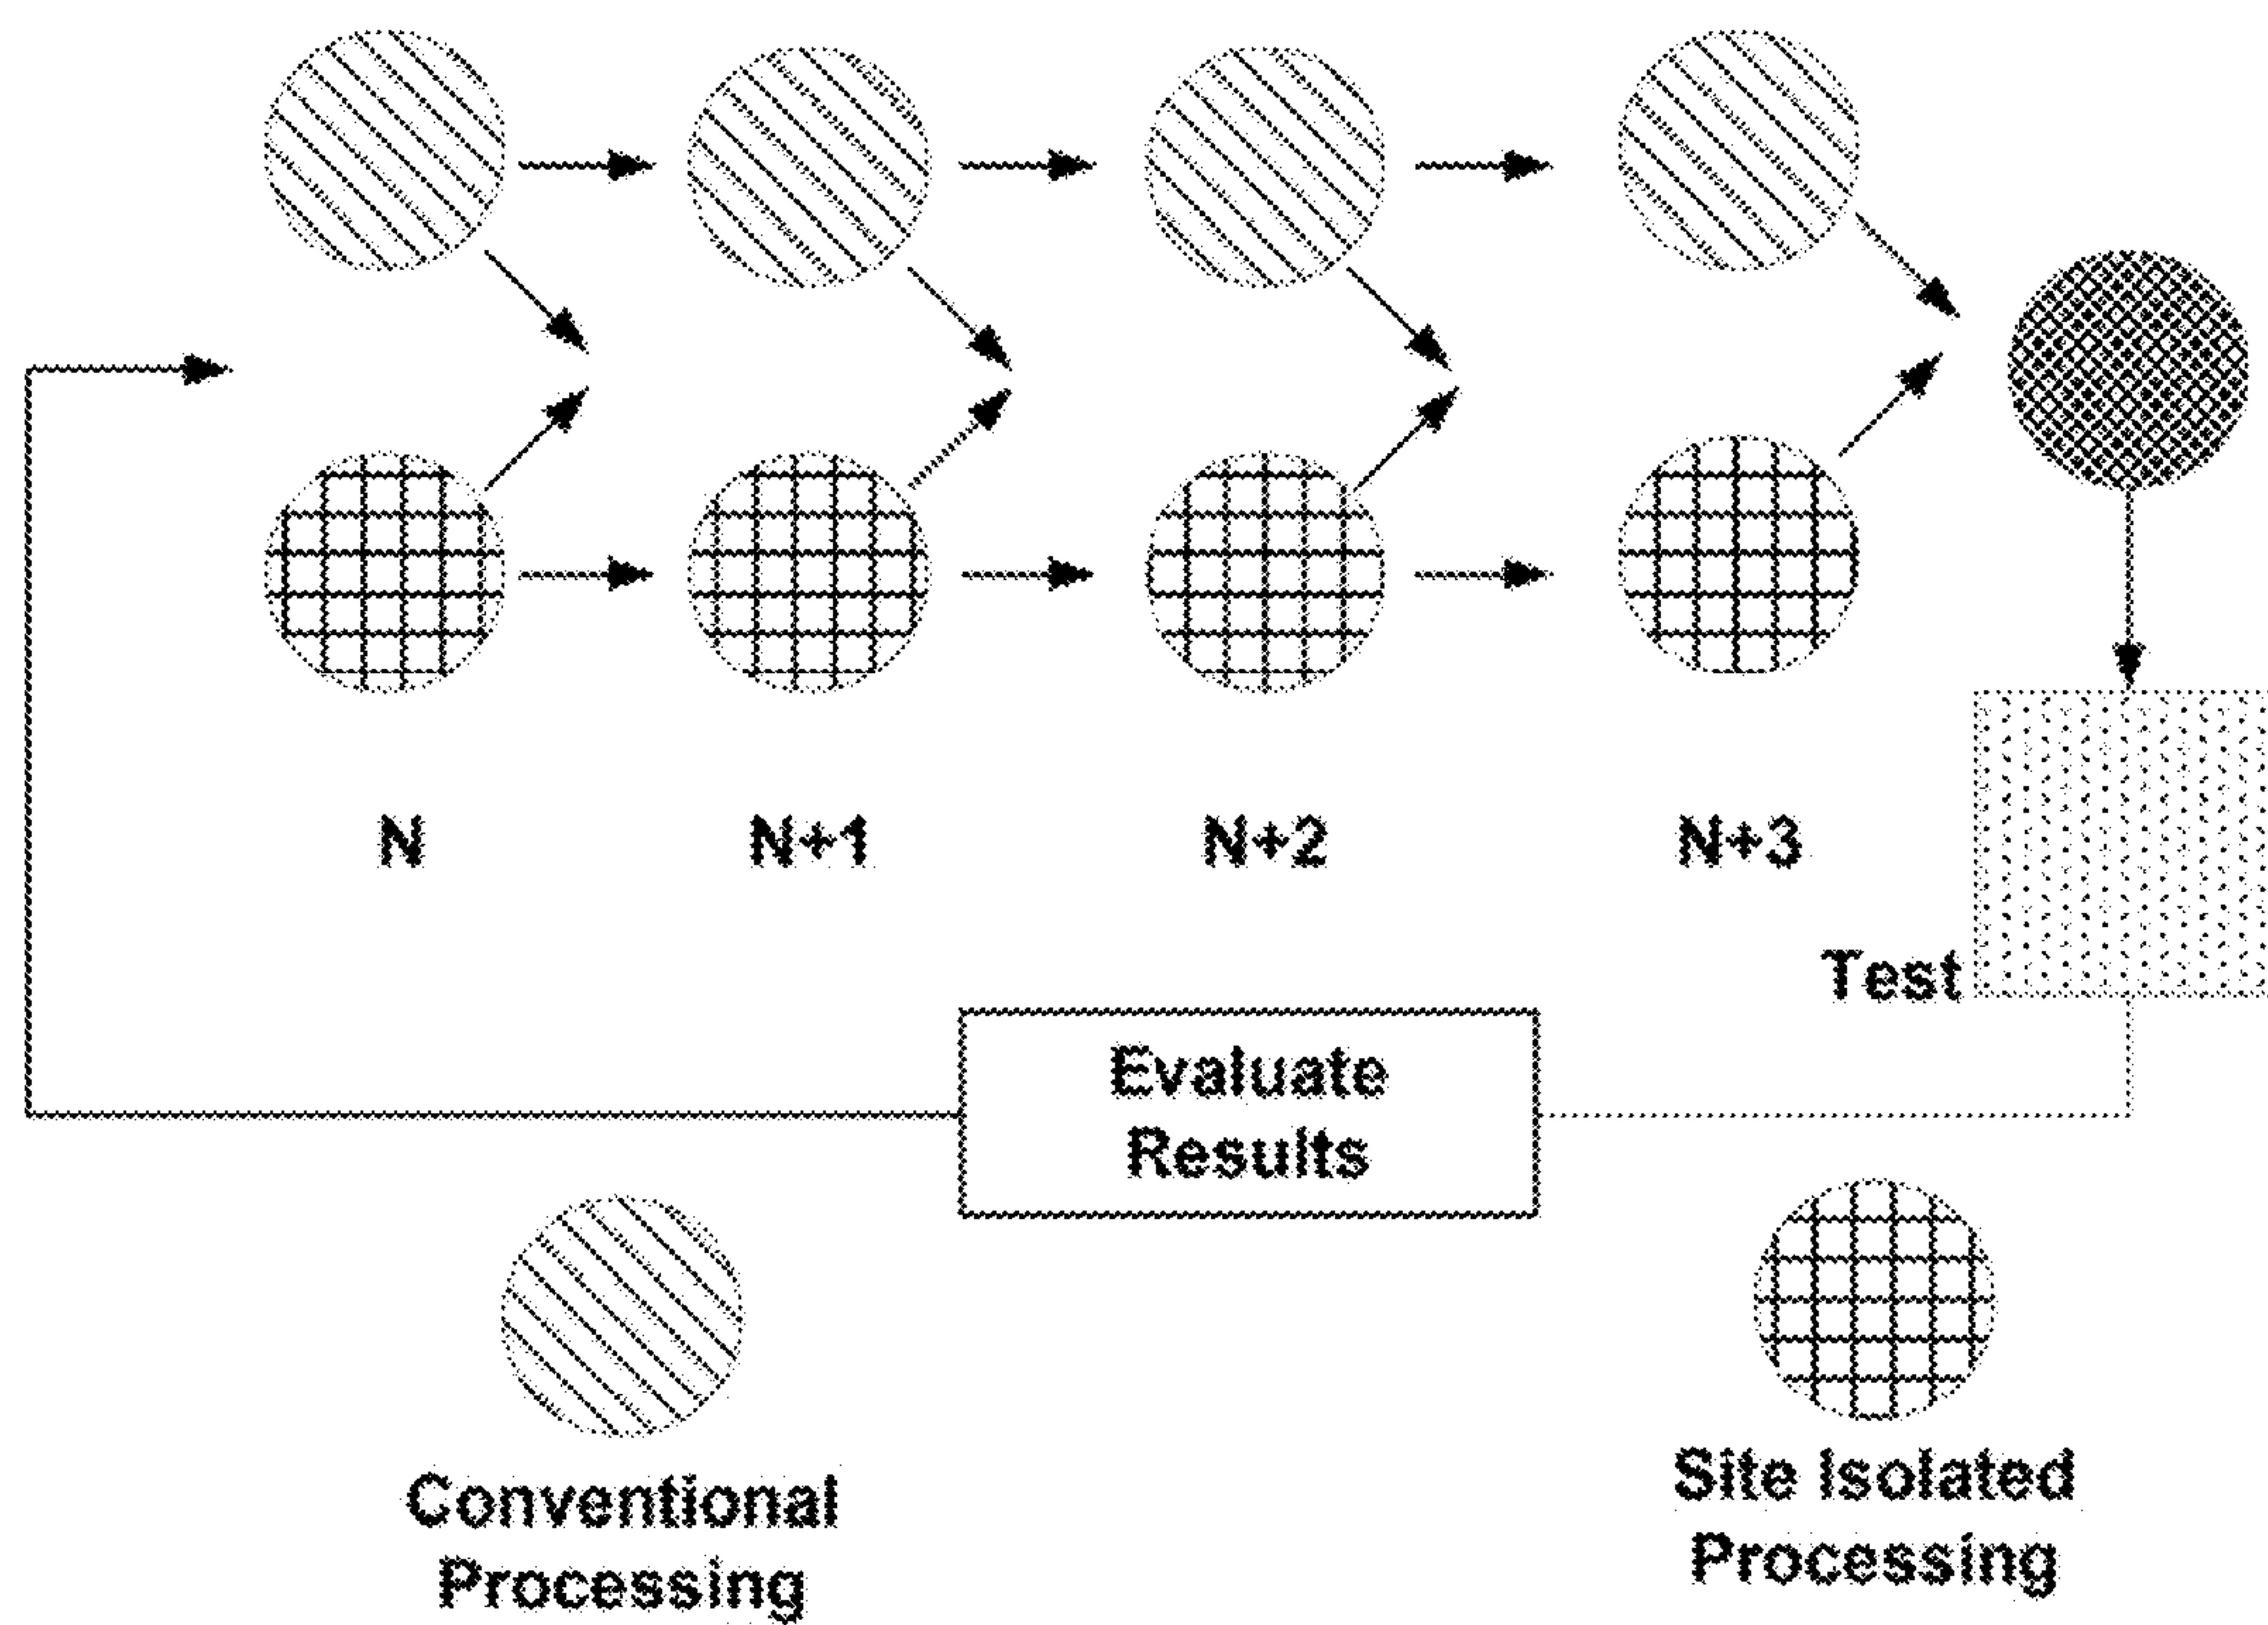 N
N+1
N+2
N+3
Test
Evaluate
Results
Conventional
Processing
Site Isolated
Processing